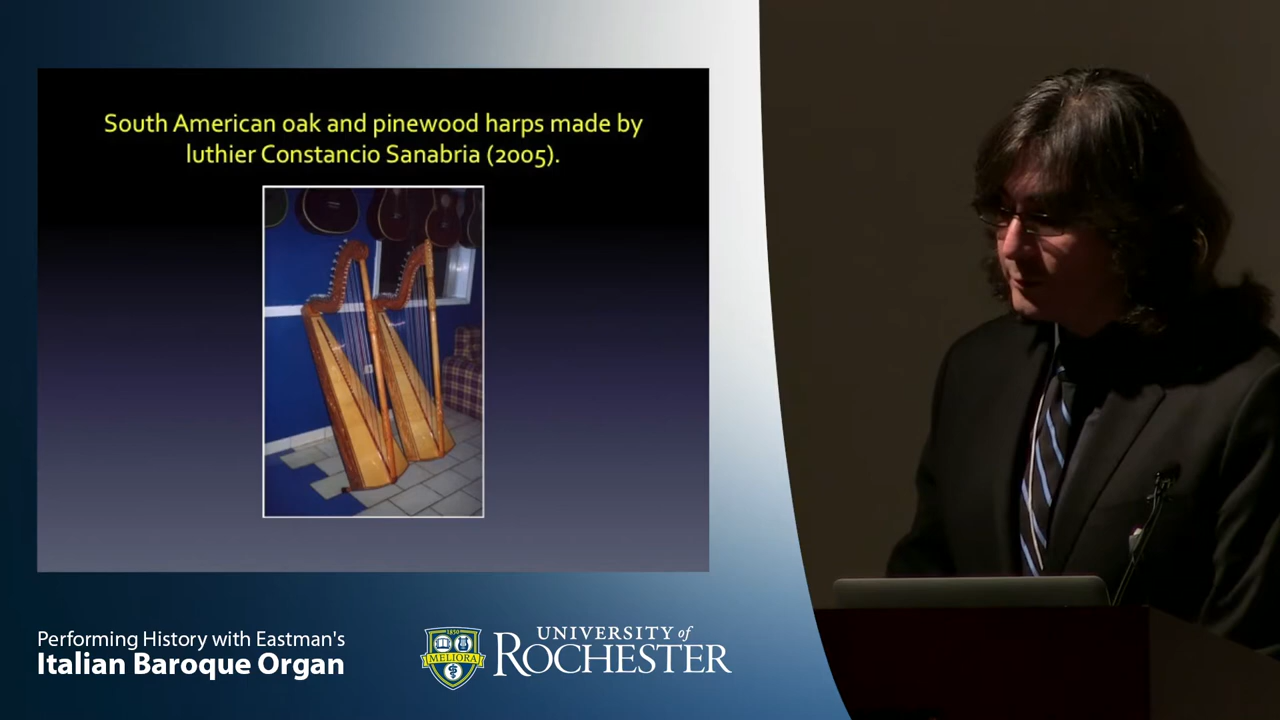 South American oak and pinewood harps made by
luthier Constancio Sanabria (2005).
Performing History with Eastman's
Italian Baroque Organ
1850
MELIORA
UNIVERSITY of
ROCHESTER